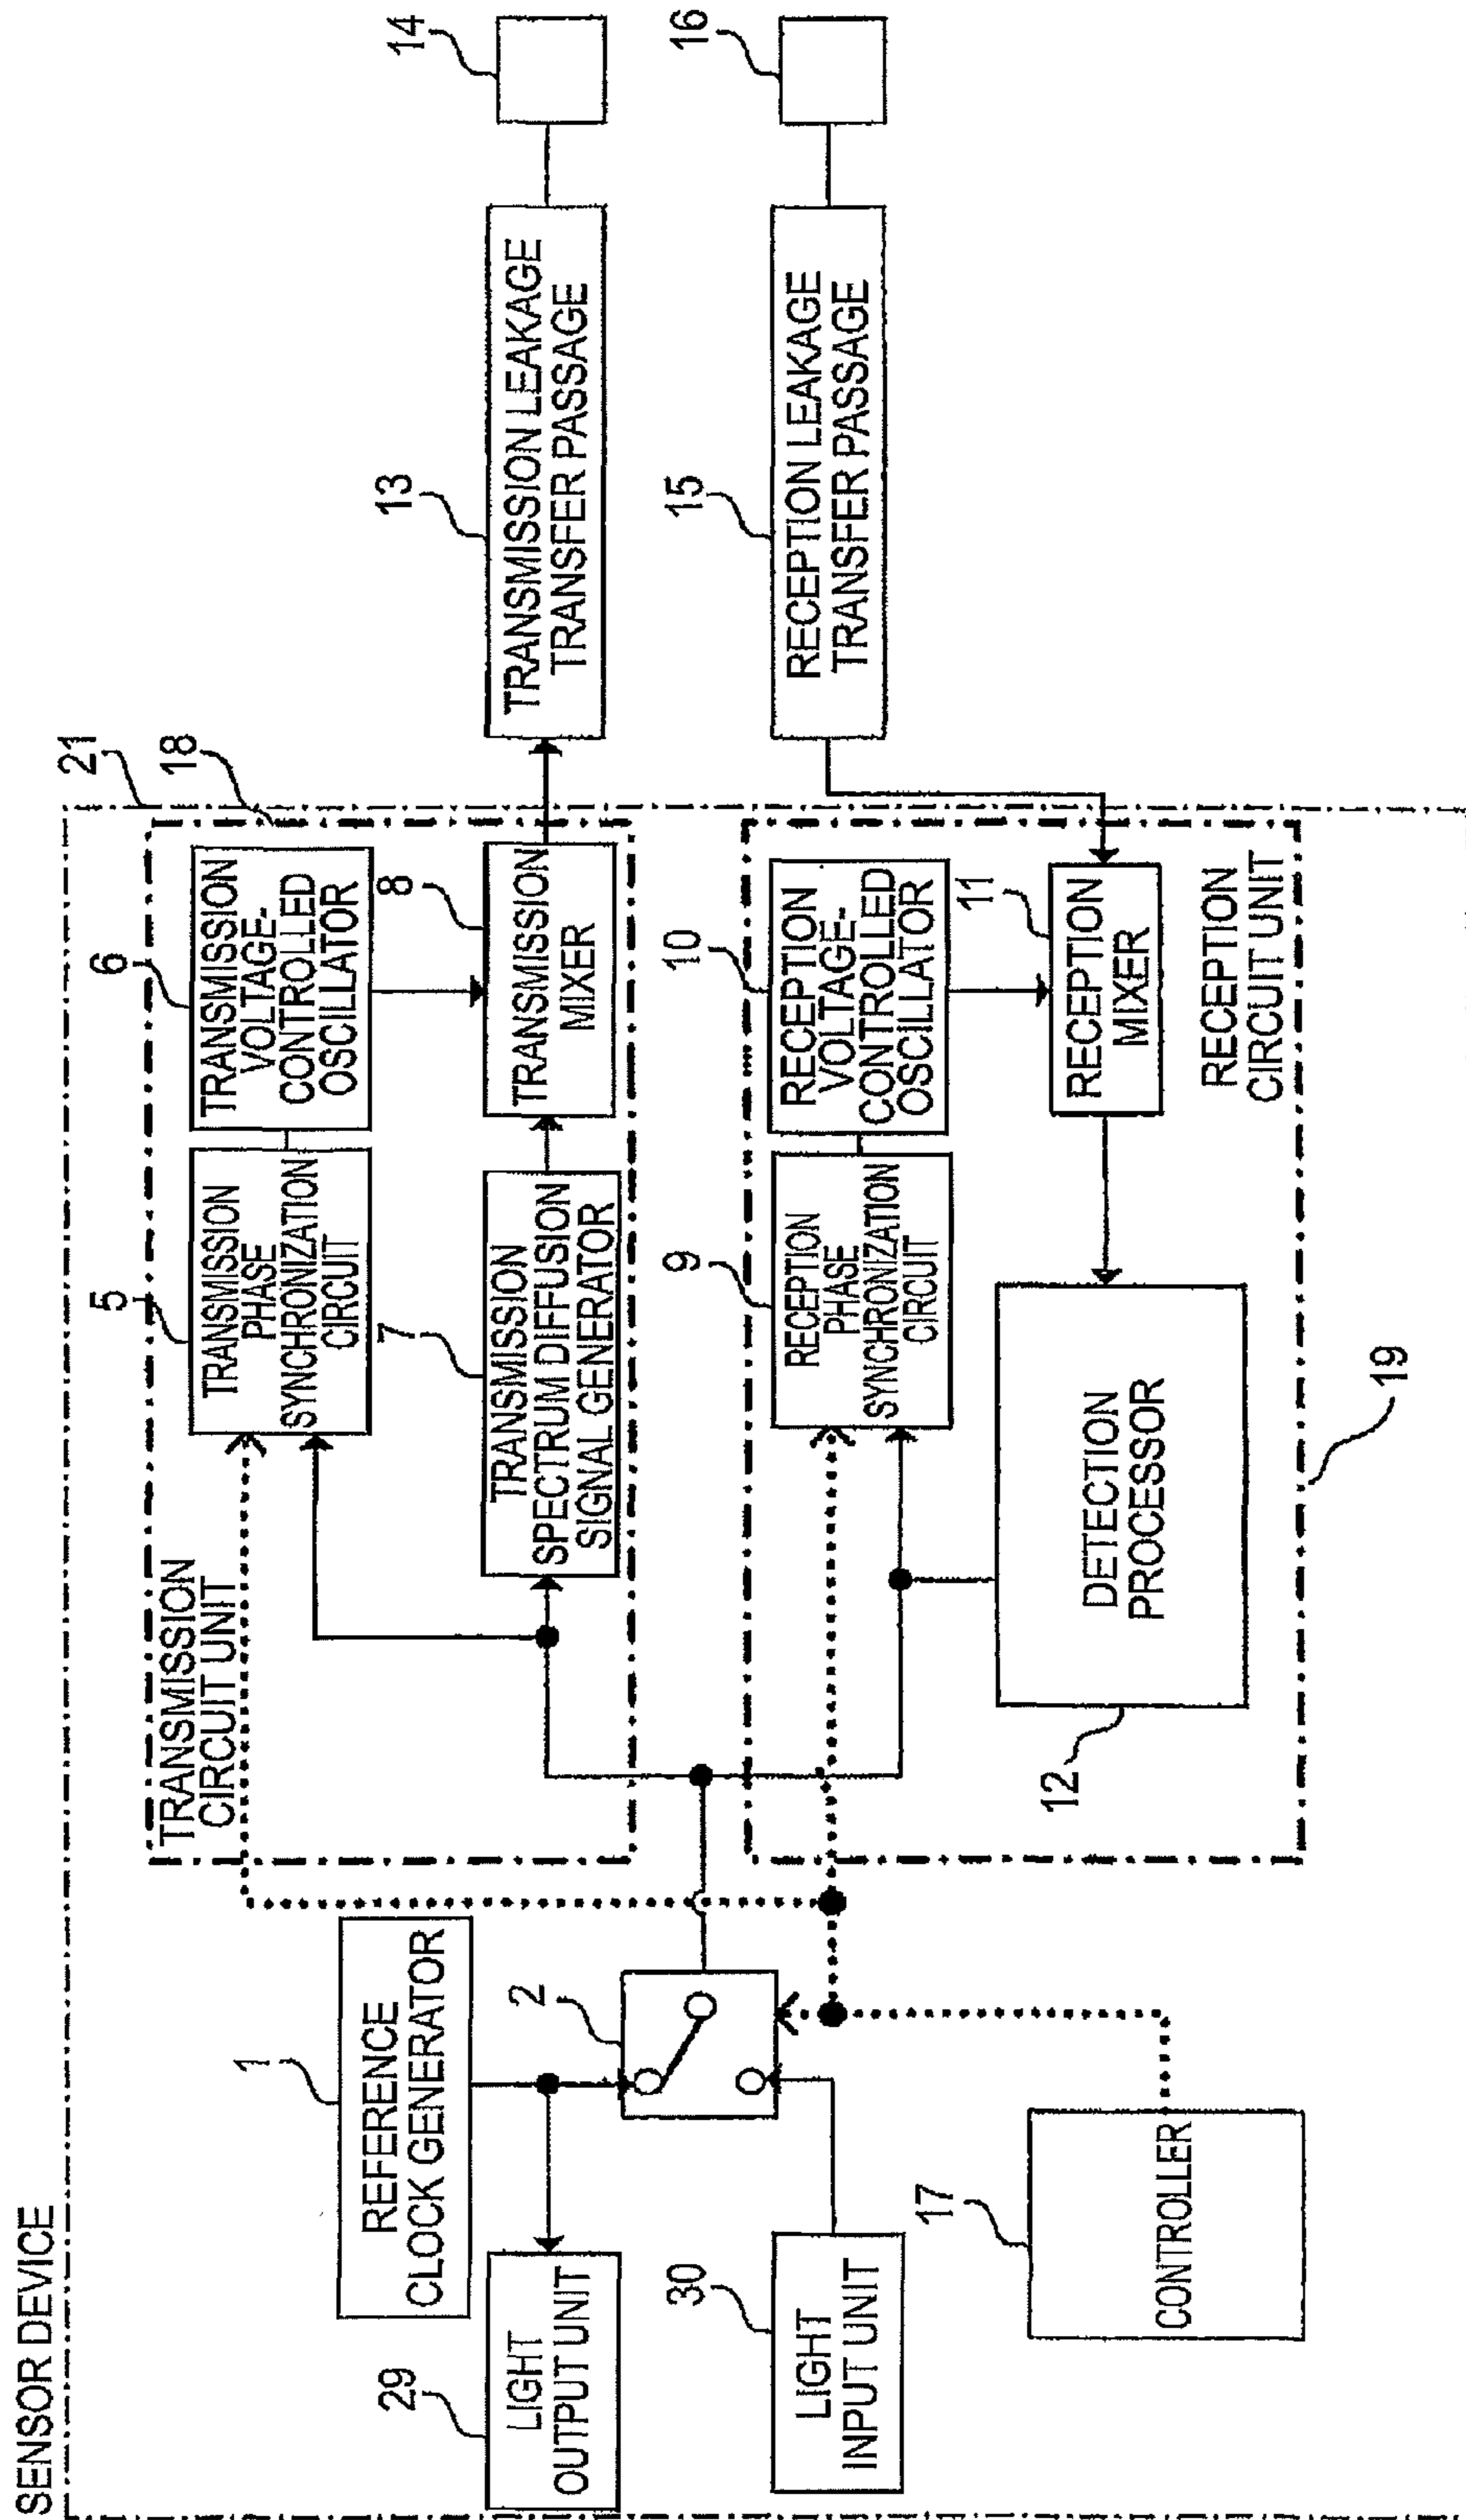 SENSOR DEVICE
21
18
TRANSMISSION
CIRCUIT UNIT
5
TRANSMISSION
PHASE
SYNCHRONIZATION
CIRCUIT
6
TRANSMISSION
VOLTAGE-
CONTROLLED
OSCILLATOR
7
TRANSMISSION
SPECTRUM DIFFUSION
SIGNAL GENERATOR
8
TRANSMISSION
MIXER
13
TRANSMISSION LEAKAGE
TRANSFER PASSAGE
14
1
REFERENCE
CLOCK GENERATOR
2
29
LIGHT
OUTPUT UNIT
30
LIGHT
INPUT UNIT
17
CONTROLLER
9
RECEPTION
PHASE
SYNCHRONIZATION
CIRCUIT
10
RECEPTION
VOLTAGE-
CONTROLLED
OSCILLATOR
11
RECEPTION
MIXER
12
DETECTION
PROCESSOR
RECEPTION
CIRCUIT UNIT
19
15
RECEPTION LEAKAGE
TRANSFER PASSAGE
16